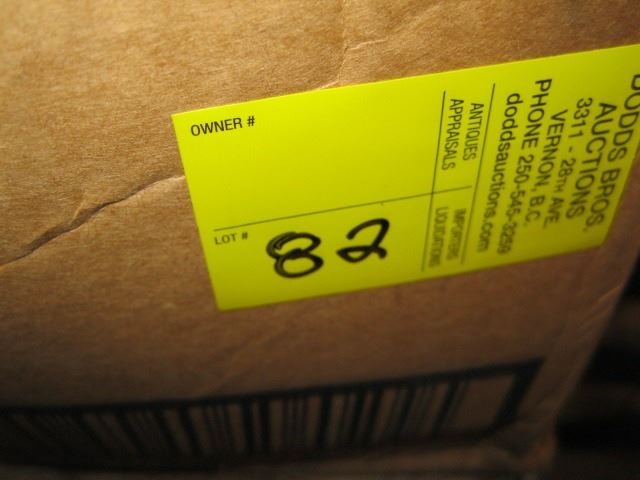 OWNER #
LOT # 82
ANTIQUES
APPRAISALS
IMPORTERS
LIQUIDATIONS
DODDS BROS.
AUCTIONS
3311 - 28TH AVE.
VERNON, B.C.
PHONE 250-545-3259
doddsauctions.com